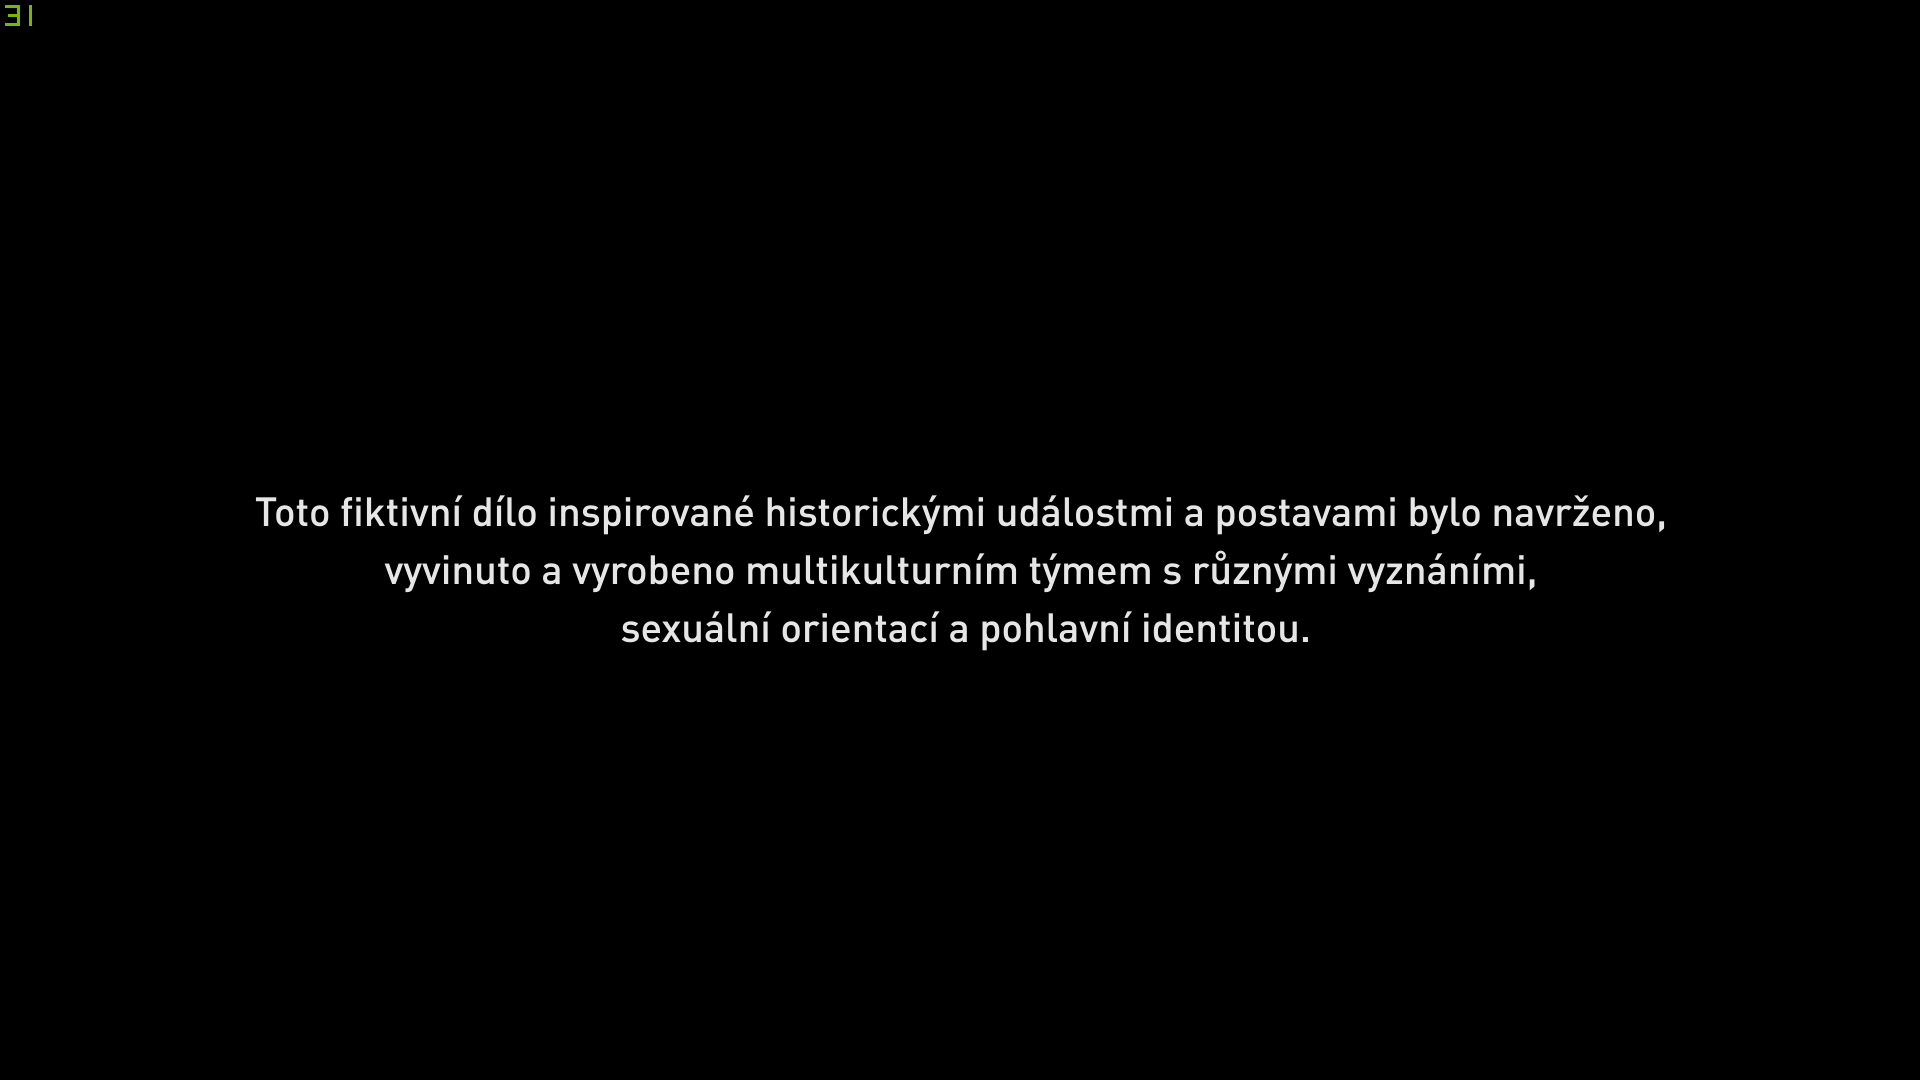 31
Toto fiktivní dílo inspirované historickými událostmi a postavami bylo navrženo,
vyvinuto a vyrobeno multikulturním týmem s různými vyznáními,
sexuální orientací a pohlavní identitou.